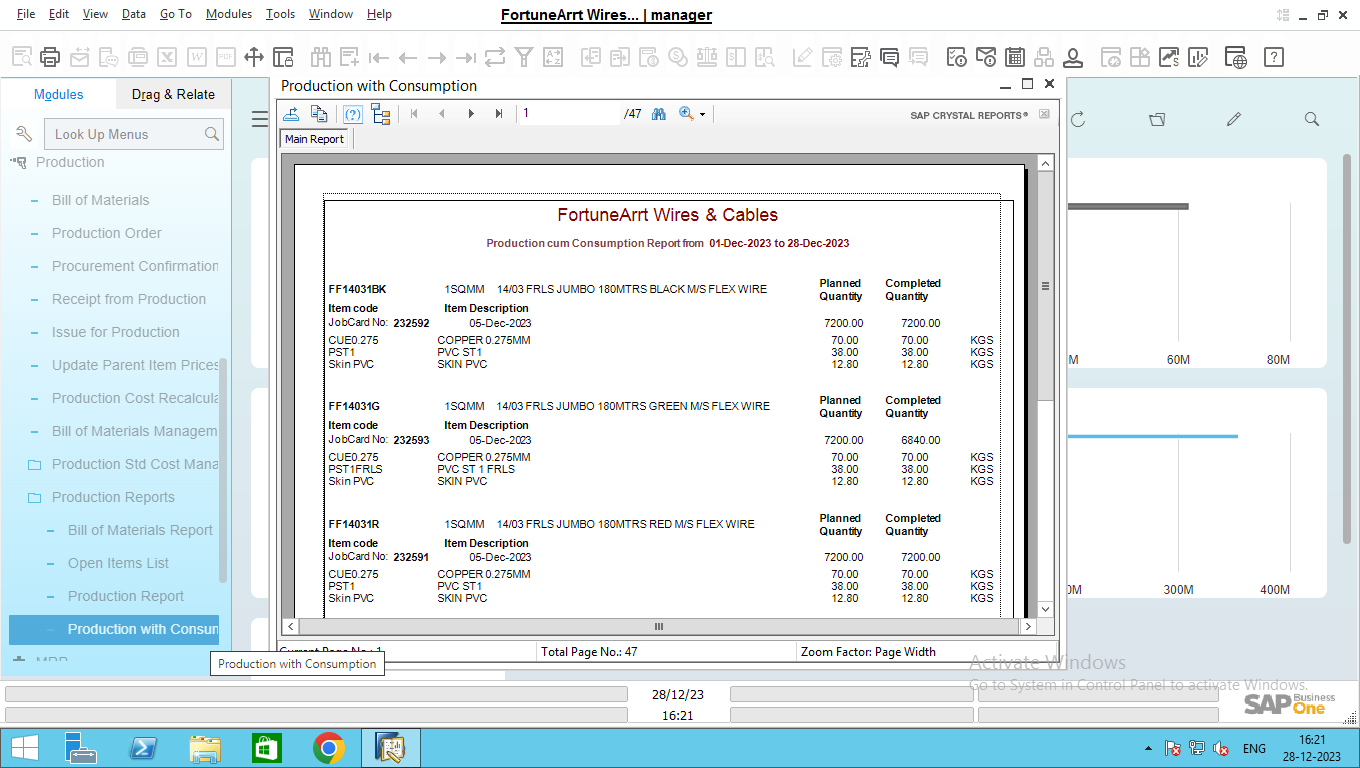 File Edit View Data Go To Modules Tools Window Help FortuneArrt Wires... | manager
Modules Drag & Relate
Look Up Menus
Production
Bill of Materials
Production Order
Procurement Confirmation
Receipt from Production
Issue for Production
Update Parent Item Prices
Production Cost Recalcula
Bill of Materials Managem
Production Std Cost Mana
Production Reports
Bill of Materials Report
Open Items List
Production Report
Production with Consum
MRP
Production with Consumption
Production with Consumption
1 /47 SAP CRYSTAL REPORTS®
Main Report
FortuneArrt Wires & Cables
Production cum Consumption Report from 01-Dec-2023 to 28-Dec-2023
FF14031BK 1SQMM 14/03 FRLS JUMBO 180MTRS BLACK M/S FLEX WIRE Planned Quantity Completed Quantity
Item code Item Description
JobCard No: 232592 05-Dec-2023 7200.00 7200.00
CUE0.275 COPPER 0.275MM 70.00 70.00 KGS
PST1 PVC ST1 38.00 38.00 KGS
Skin PVC SKIN PVC 12.80 12.80 KGS
FF14031G 1SQMM 14/03 FRLS JUMBO 180MTRS GREEN M/S FLEX WIRE Planned Quantity Completed Quantity
Item code Item Description
JobCard No: 232593 05-Dec-2023 7200.00 6840.00
CUE0.275 COPPER 0.275MM 70.00 70.00 KGS
PST1FRLS PVC ST 1 FRLS 38.00 38.00 KGS
Skin PVC SKIN PVC 12.80 12.80 KGS
FF14031R 1SQMM 14/03 FRLS JUMBO 180MTRS RED M/S FLEX WIRE Planned Quantity Completed Quantity
Item code Item Description
JobCard No: 232591 05-Dec-2023 7200.00 7200.00
CUE0.275 COPPER 0.275MM 70.00 70.00 KGS
PST1 PVC ST1 38.00 38.00 KGS
Skin PVC SKIN PVC 12.80 12.80 KGS
Current Page No.: 1 Total Page No.: 47 Zoom Factor: Page Width
M 60M 80M
0M 300M 400M
Activate Windows
Go to System in Control Panel to activate Windows.
28/12/23
16:21
SAP Business One
ENG 16:21
28-12-2023